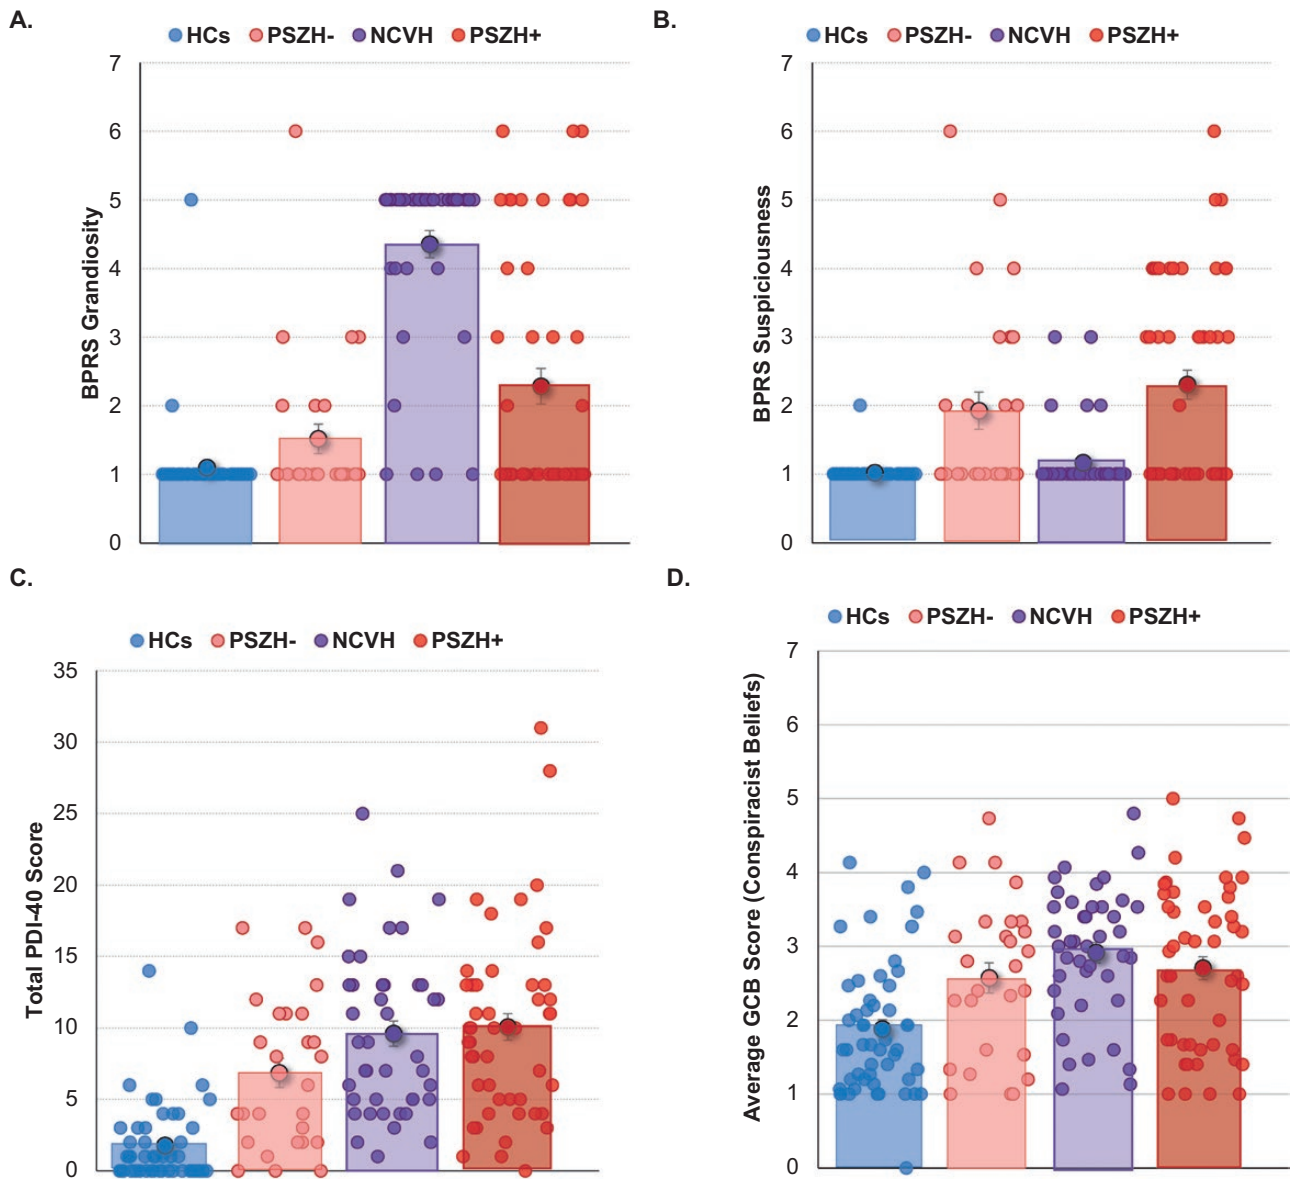 A.
HCs PSZH- NCVH PSZH+
BPRS Grandiosity
7
6
5
4
3
2
1
0
B.
HCs PSZH- NCVH PSZH+
BPRS Suspiciousness
7
6
5
4
3
2
1
0
C.
HCs PSZH- NCVH PSZH+
Total PDI-40 Score
35
30
25
20
15
10
5
0
D.
HCs PSZH- NCVH PSZH+
Average GCB Score (Conspiracist Beliefs)
7
6
5
4
3
2
1
0